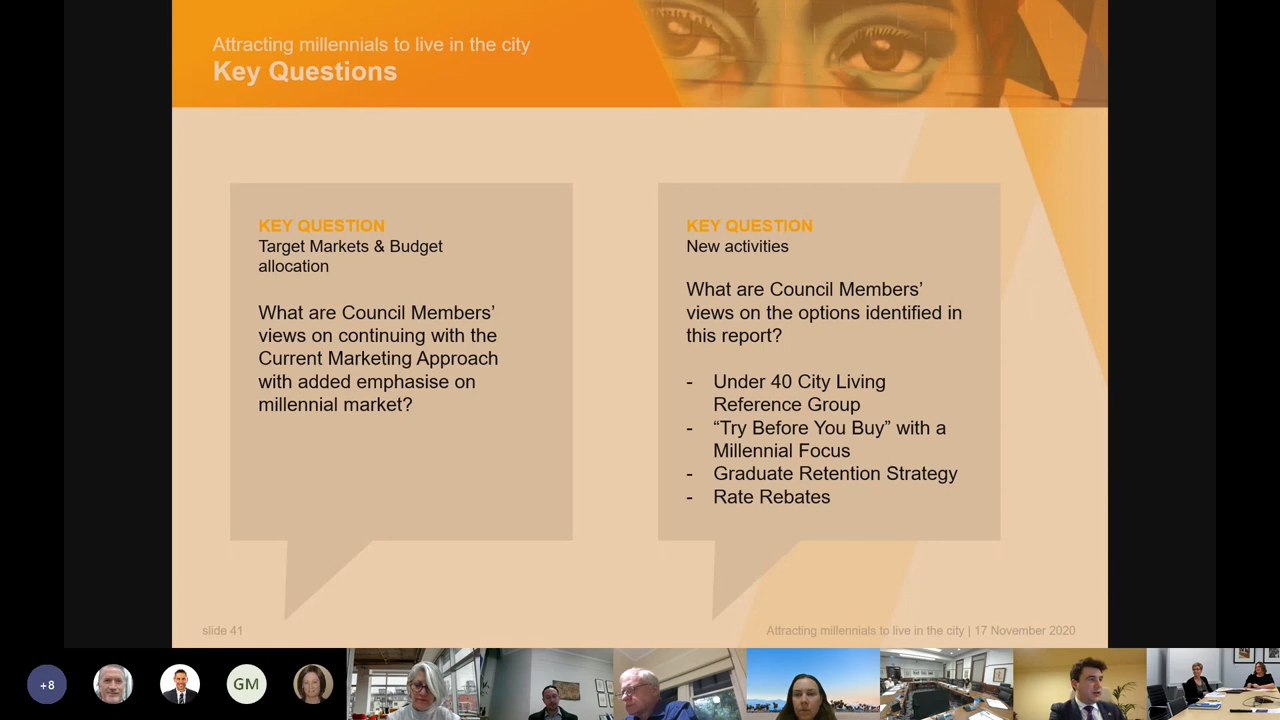 Attracting millennials to live in the city
Key Questions
KEY QUESTION
Target Markets & Budget
allocation
What are Council Members’
views on continuing with the
Current Marketing Approach
with added emphasise on
millennial market?
KEY QUESTION
New activities
What are Council Members’
views on the options identified in
this report?
- Under 40 City Living
Reference Group
- “Try Before You Buy” with a
Millennial Focus
- Graduate Retention Strategy
- Rate Rebates
slide 41
Attracting millennials to live in the city | 17 November 2020
+8
GM